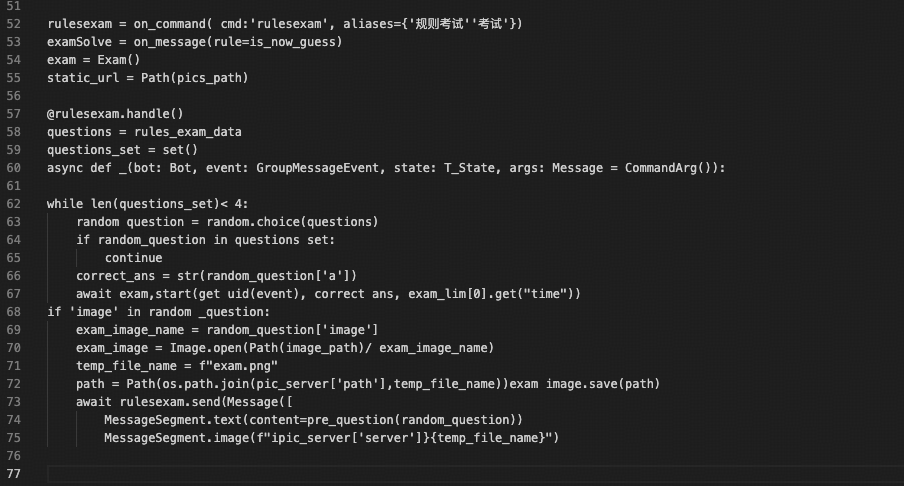 51
52 rulesexam = on_command( cmd:'rulesexam', aliases={'规则考试''考试'})
53 examSolve = on_message(rule=is_now_guess)
54 exam = Exam()
55 static_url = Path(pics_path)
56
57 @rulesexam.handle()
58 questions = rules_exam_data
59 questions_set = set()
60 async def _(bot: Bot, event: GroupMessageEvent, state: T_State, args: Message = CommandArg()):
61
62 while len(questions_set)< 4:
63     random question = random.choice(questions)
64     if random_question in questions set:
65         continue
66     correct_ans = str(random_question['a'])
67     await exam,start(get uid(event), correct ans, exam_lim[0].get("time"))
68 if 'image' in random _question:
69     exam_image_name = random_question['image']
70     exam_image = Image.open(Path(image_path)/ exam_image_name)
71     temp_file_name = f"exam.png"
72     path = Path(os.path.join(pic_server['path'],temp_file_name))exam image.save(path)
73     await rulesexam.send(Message([
74         MessageSegment.text(content=pre_question(random_question))
75         MessageSegment.image(f"ipic_server['server']}{temp_file_name}")
76
77